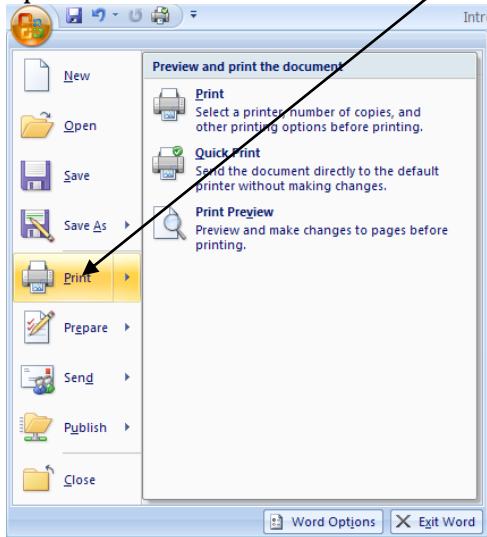 Intr
New
Open
Save
Save As
Print
Prepare
Send
Publish
Close
Preview and print the document
Print
Select a printer, number of copies, and
other printing options before printing.
Quick Print
Send the document directly to the default
printer without making changes.
Print Preview
Preview and make changes to pages before
printing.
Word Options
Exit Word